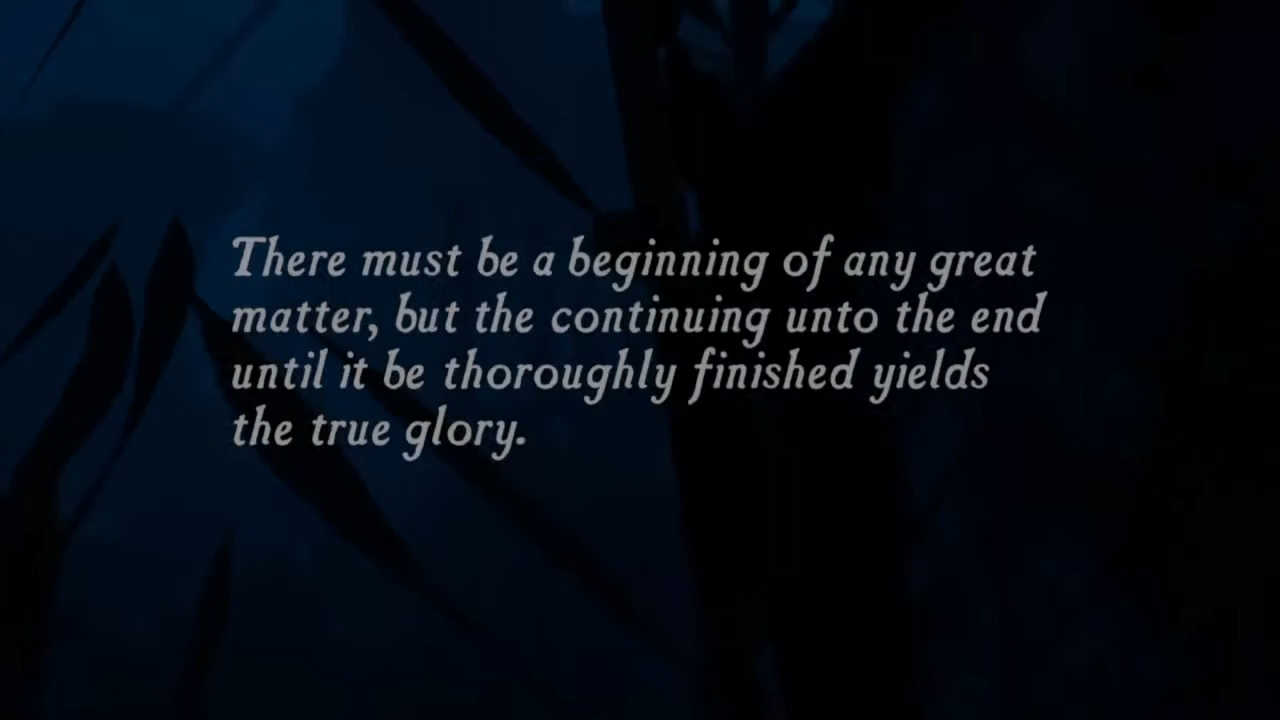 There must be a beginning of any great
matter, but the continuing unto the end
until it be thoroughly finished yields
the true glory.